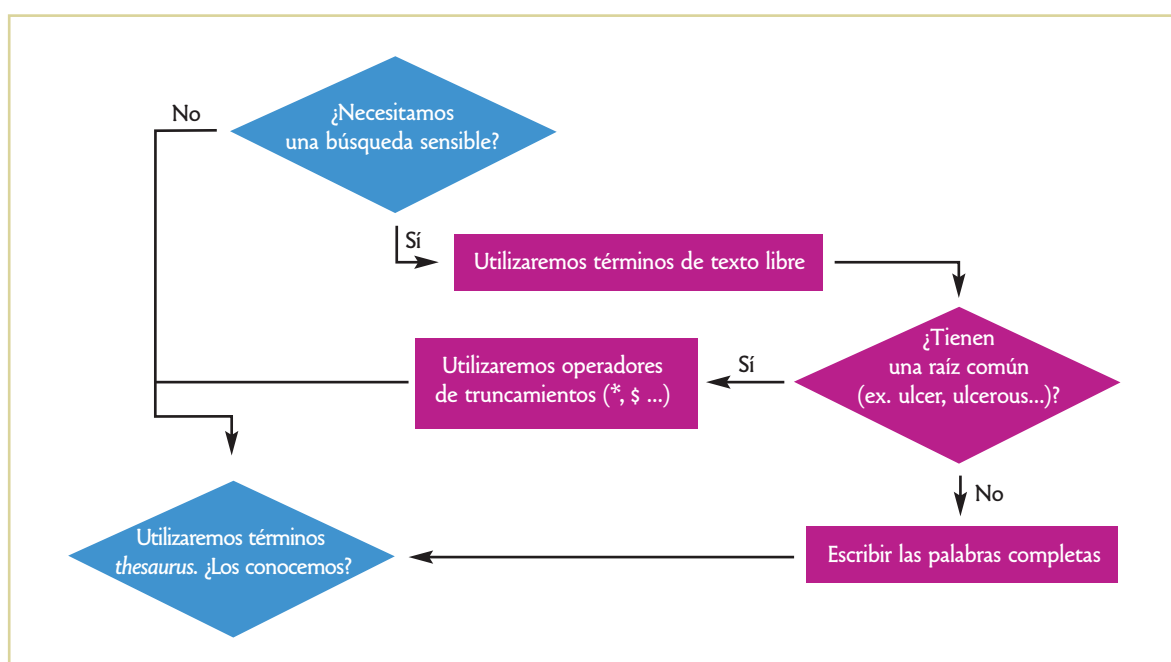 No
¿Necesitamos
una búsqueda sensible?
Sí
Utilizaremos términos de texto libre
¿Tienen
una raíz común
(ex. ulcer, ulcerous...)?
Sí
Utilizaremos operadores
de truncamientos (*, $ ...)
No
Escribir las palabras completas
Utilizaremos términos
thesaurus. ¿Los conocemos?